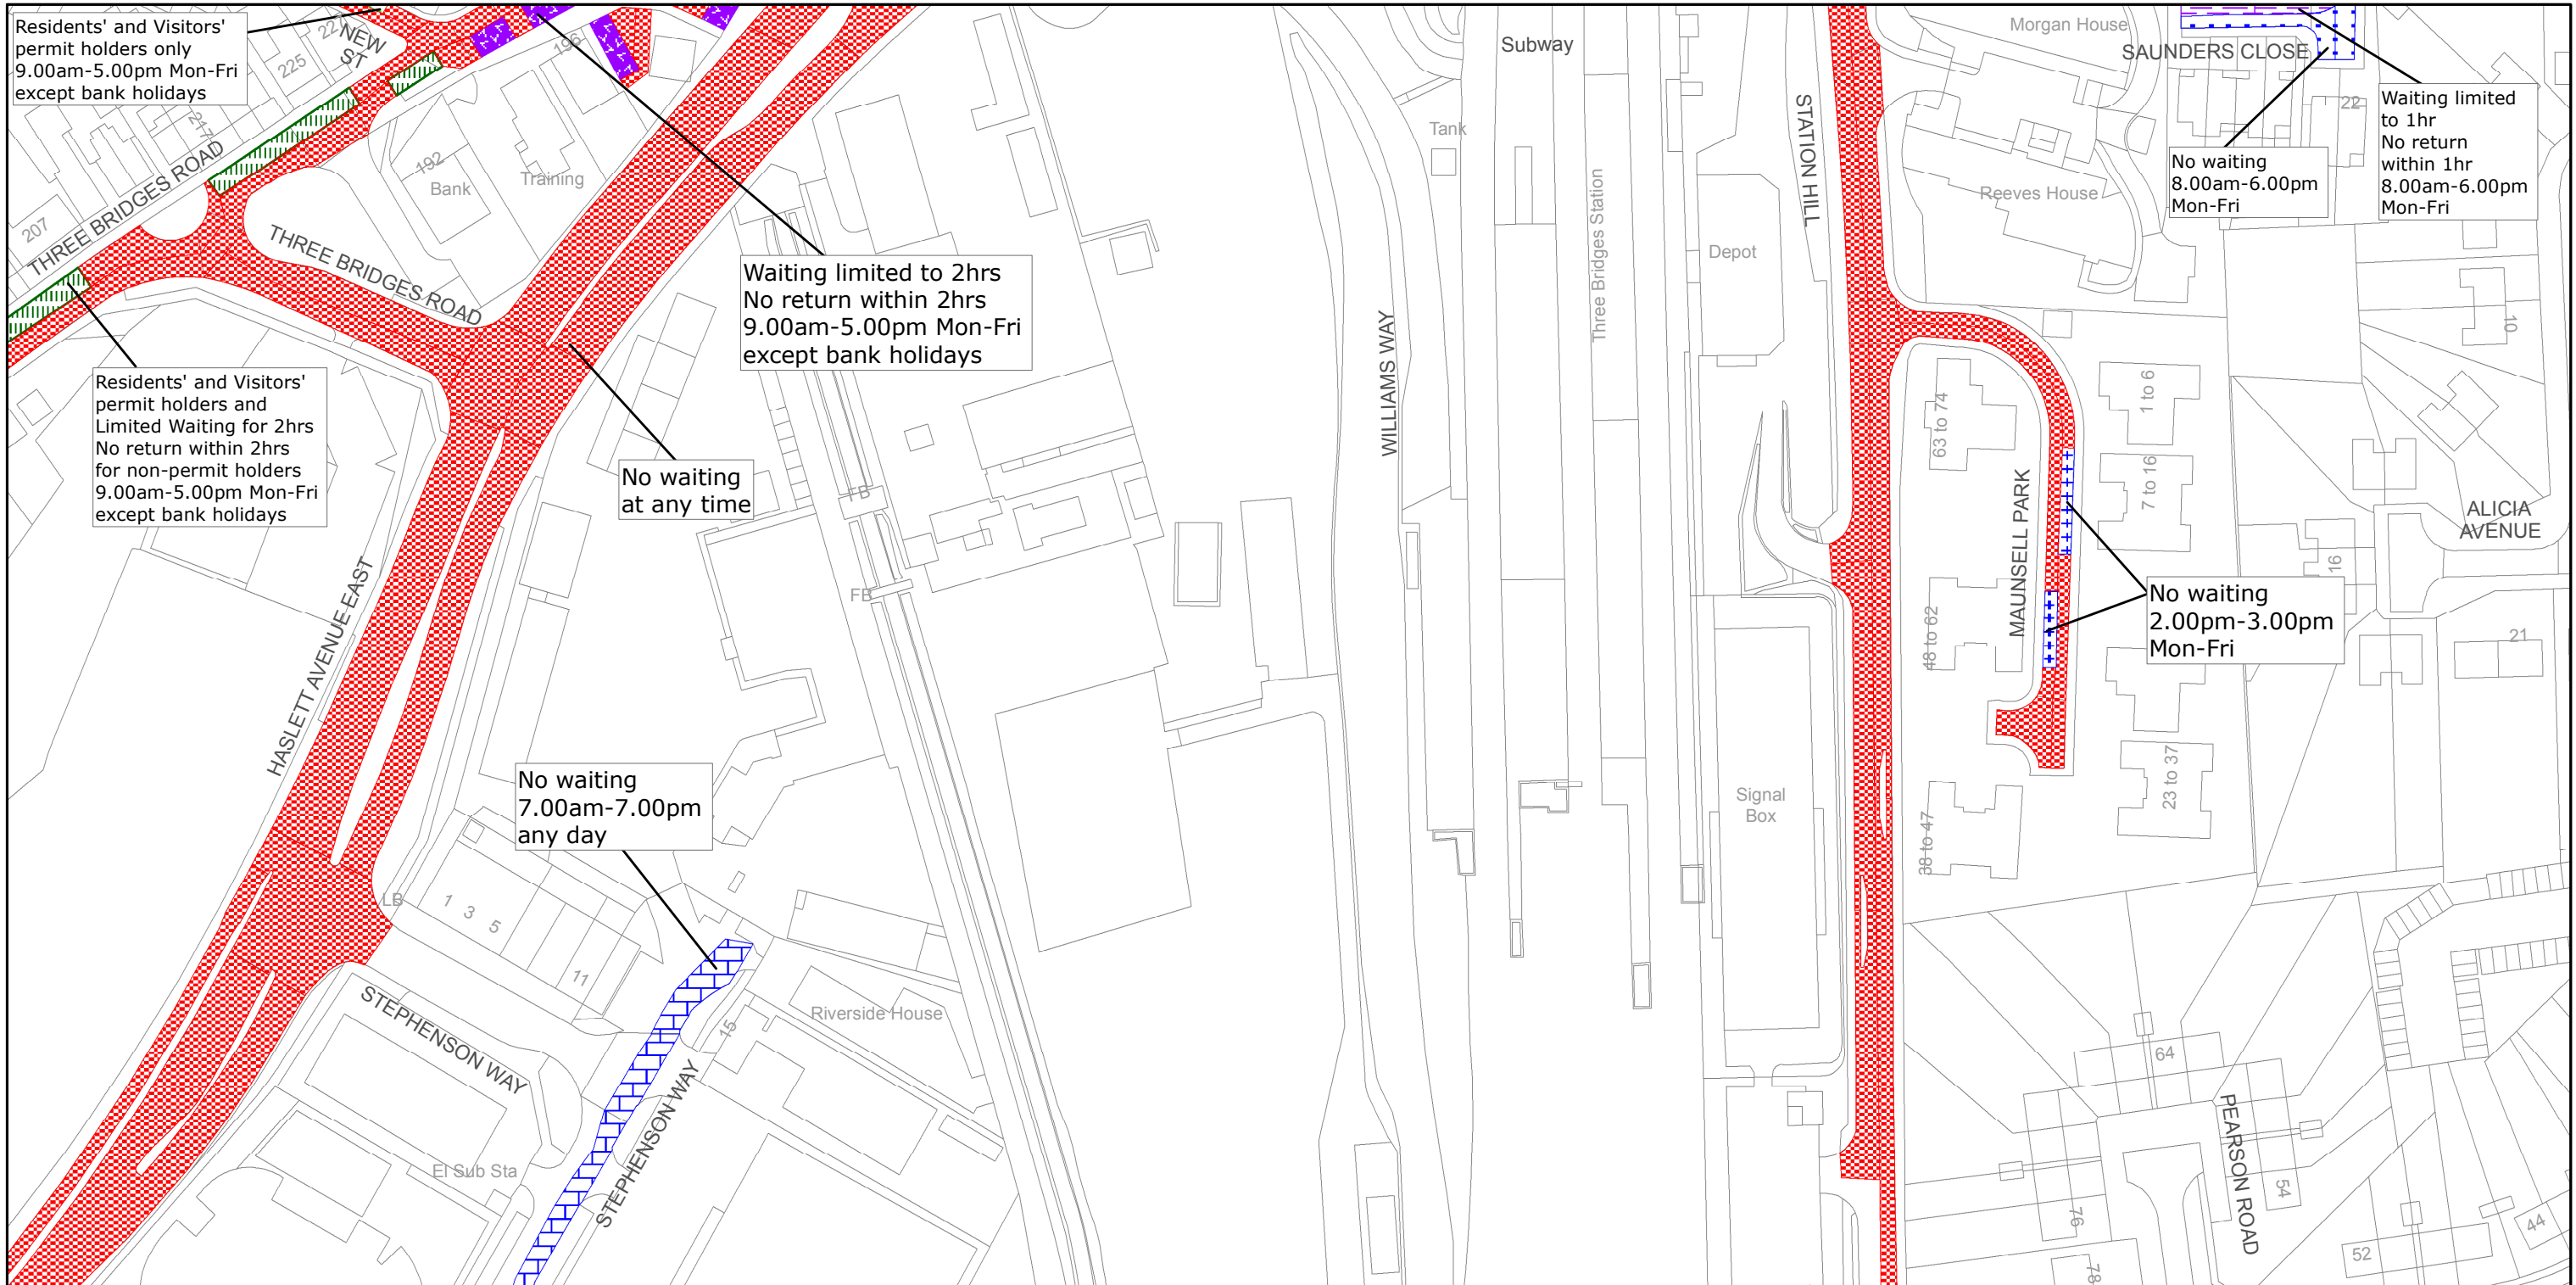 Residents' and Visitors'
permit holders only
9.00am-5.00pm Mon-Fri
except bank holidays
NEW
ST
225
217
207
196
192
Bank
Training
THREE BRIDGES ROAD
THREE BRIDGES ROAD
Residents' and Visitors'
permit holders and
Limited Waiting for 2hrs
No return within 2hrs
for non-permit holders
9.00am-5.00pm Mon-Fri
except bank holidays
Waiting limited to 2hrs
No return within 2hrs
9.00am-5.00pm Mon-Fri
except bank holidays
No waiting
at any time
HASLETT AVENUE EAST
FB
FB
No waiting
7.00am-7.00pm
any day
LB
1
3
5
11
15
Riverside House
STEPHENSON WAY
STEPHENSON WAY
El Sub Sta
Subway
Tank
WILLIAMS WAY
Three Bridges Station
Depot
STATION HILL
Signal
Box
Morgan House
Reeves House
SAUNDERS CLOSE
22
No waiting
8.00am-6.00pm
Mon-Fri
Waiting limited
to 1hr
No return
within 1hr
8.00am-6.00pm
Mon-Fri
10
63 to 74
1 to 6
7 to 16
MAUNSELL PARK
48 to 62
No waiting
2.00pm-3.00pm
Mon-Fri
ALICIA
AVENUE
16
21
23 to 37
38 to 47
64
PEARSON ROAD
54
76
78
52
44